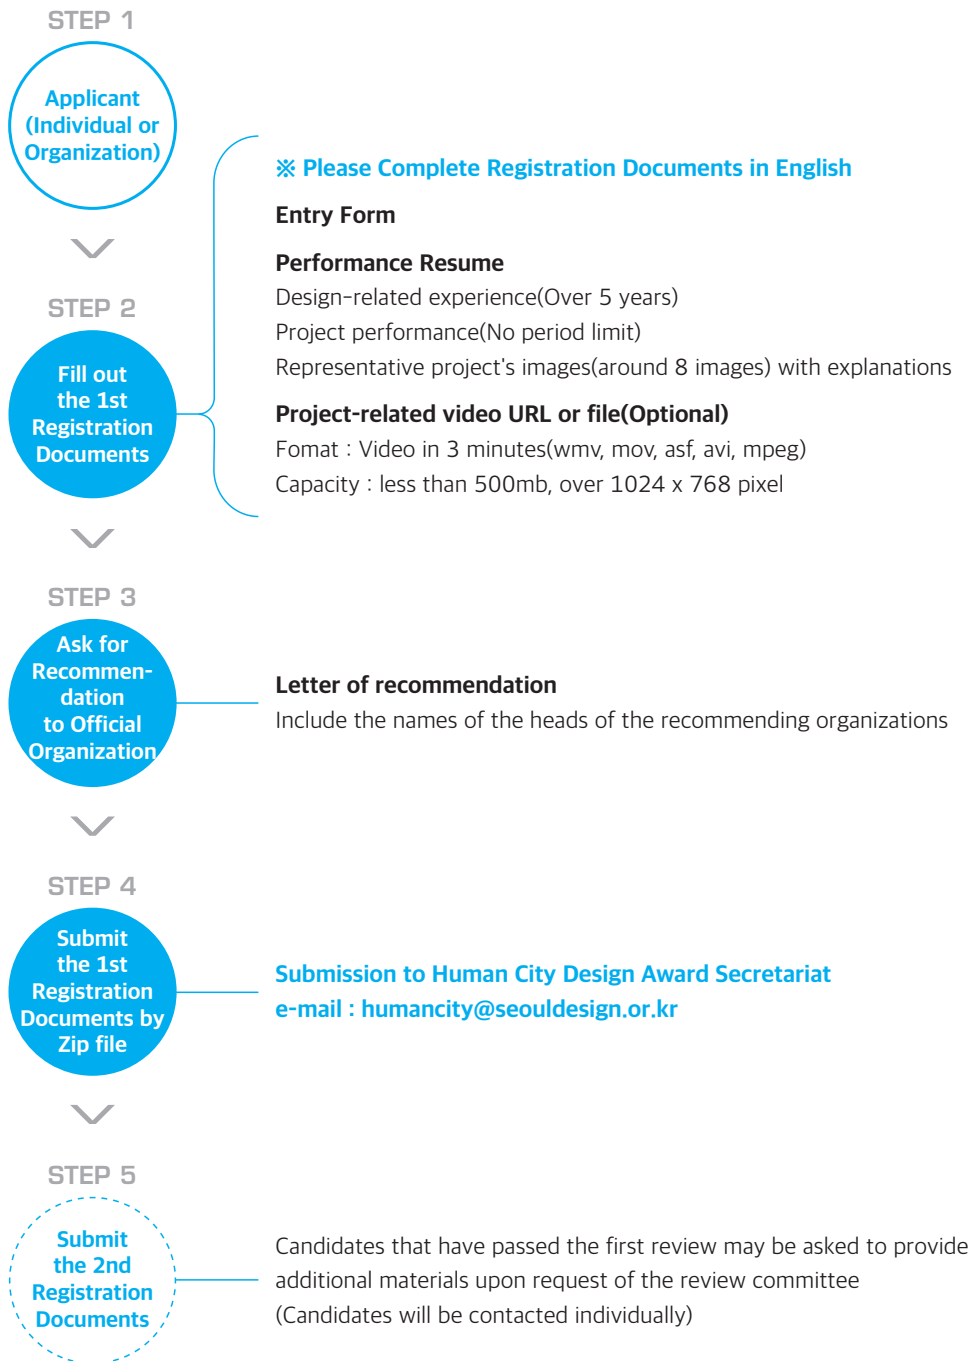 STEP 1
Applicant
(Individual or
Organization)
STEP 2
Fill out
the 1st
Registration
Documents
※ Please Complete Registration Documents in English
Entry Form
Performance Resume
Design-related experience(Over 5 years)
Project performance(No period limit)
Representative project's images(around 8 images) with explanations
Project-related video URL or file(Optional)
Fomat : Video in 3 minutes(wmv, mov, asf, avi, mpeg)
Capacity : less than 500mb, over 1024 x 768 pixel
STEP 3
Ask for
Recommen-
dation
to Official
Organization
Letter of recommendation
Include the names of the heads of the recommending organizations
STEP 4
Submit
the 1st
Registration
Documents by
Zip file
Submission to Human City Design Award Secretariat
e-mail : humancity@seouldesign.or.kr
STEP 5
Submit
the 2nd
Registration
Documents
Candidates that have passed the first review may be asked to provide
additional materials upon request of the review committee
(Candidates will be contacted individually)